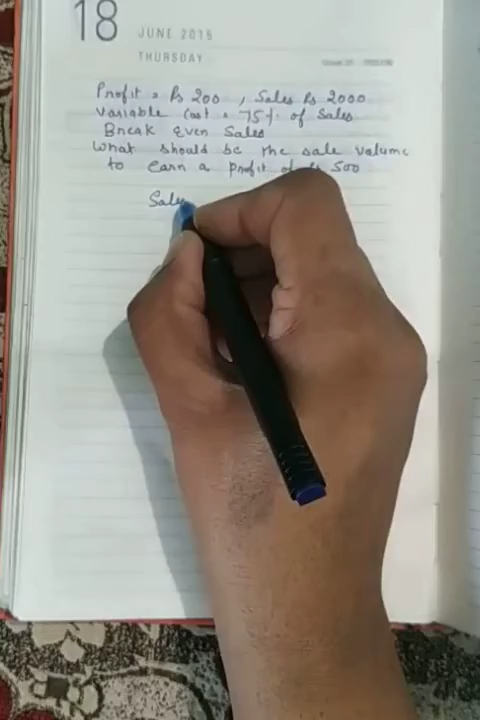 18 JUNE 2015
THURSDAY
Profit = Rs 200 , Sales Rs 2000
Variable Cost = 75% of Sales
Break Even Sales
What should be the sale volume
to earn a profit of Rs 500
Sales